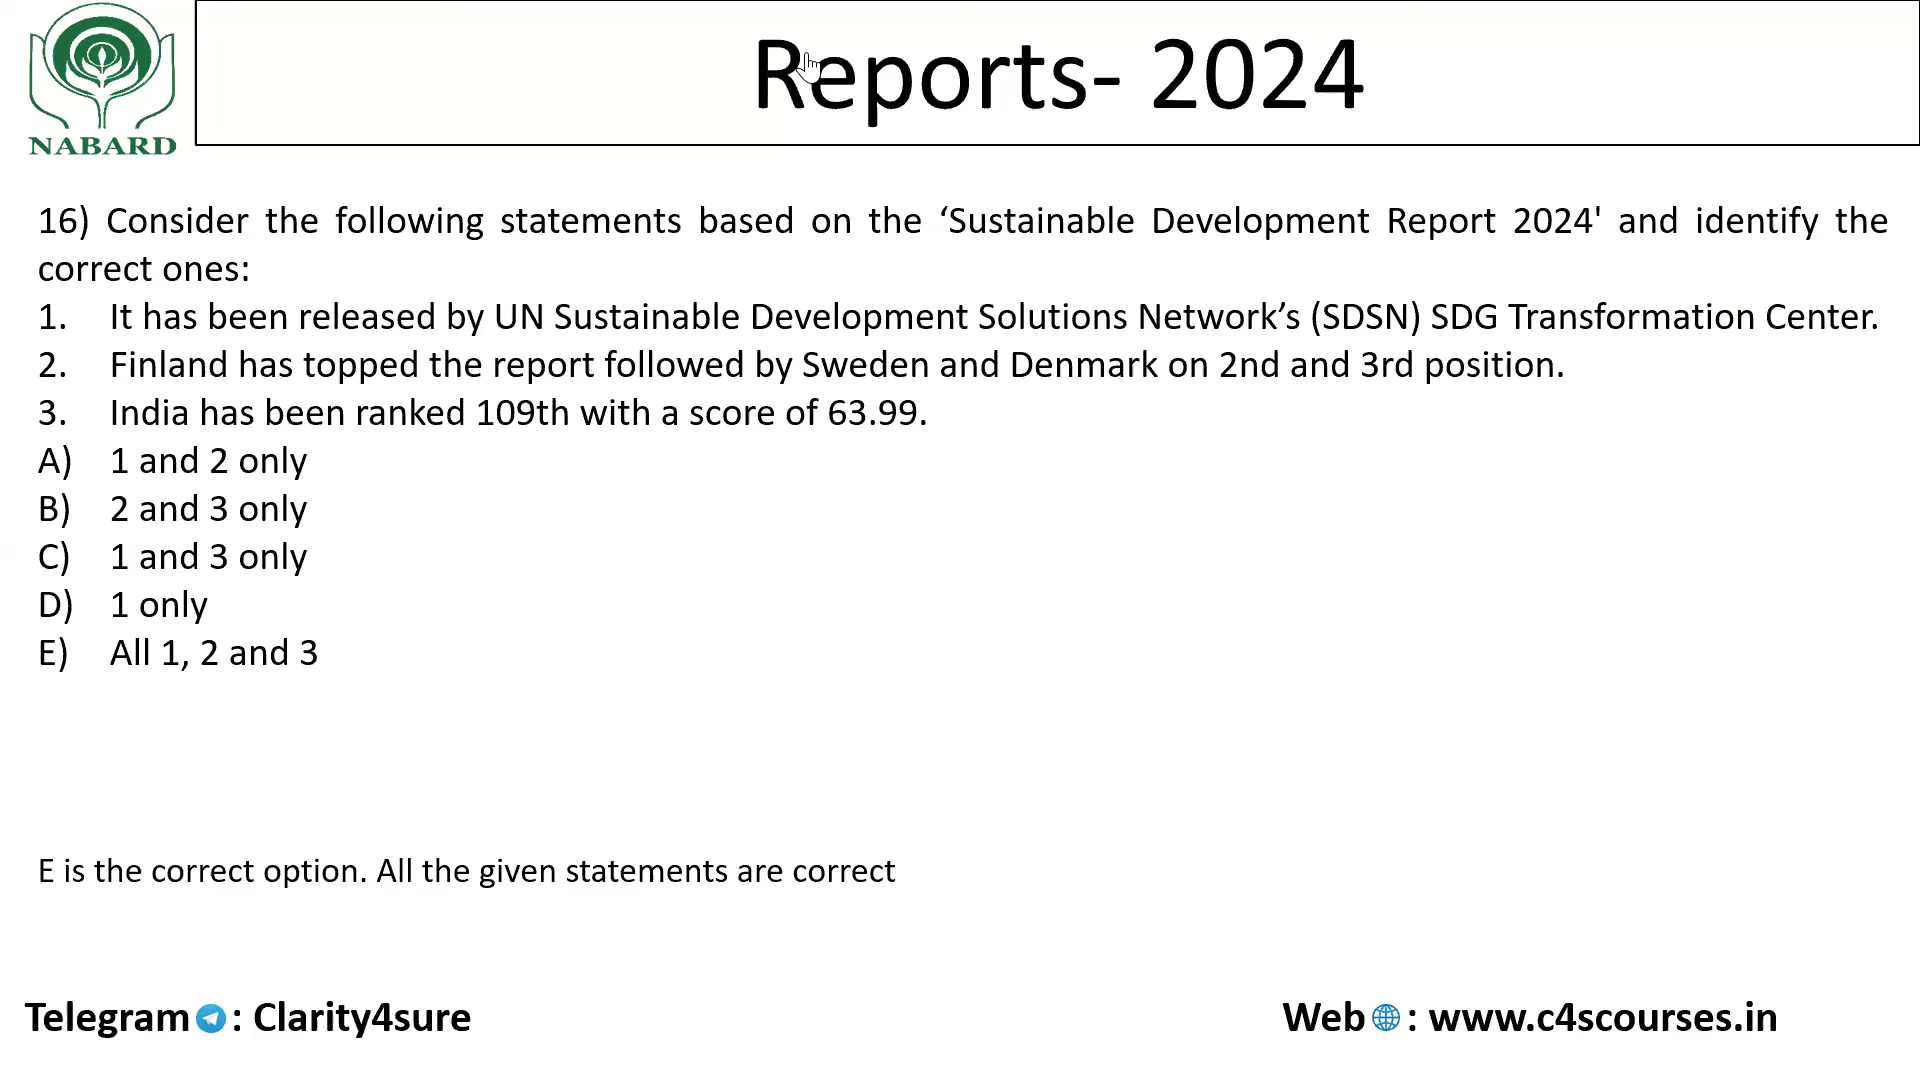 NABARD
Reports- 2024
16) Consider the following statements based on the ‘Sustainable Development Report 2024' and identify the
correct ones:
1. It has been released by UN Sustainable Development Solutions Network’s (SDSN) SDG Transformation Center.
2. Finland has topped the report followed by Sweden and Denmark on 2nd and 3rd position.
3. India has been ranked 109th with a score of 63.99.
A) 1 and 2 only
B) 2 and 3 only
C) 1 and 3 only
D) 1 only
E) All 1, 2 and 3
E is the correct option. All the given statements are correct
Telegram : Clarity4sure
Web : www.c4scourses.in